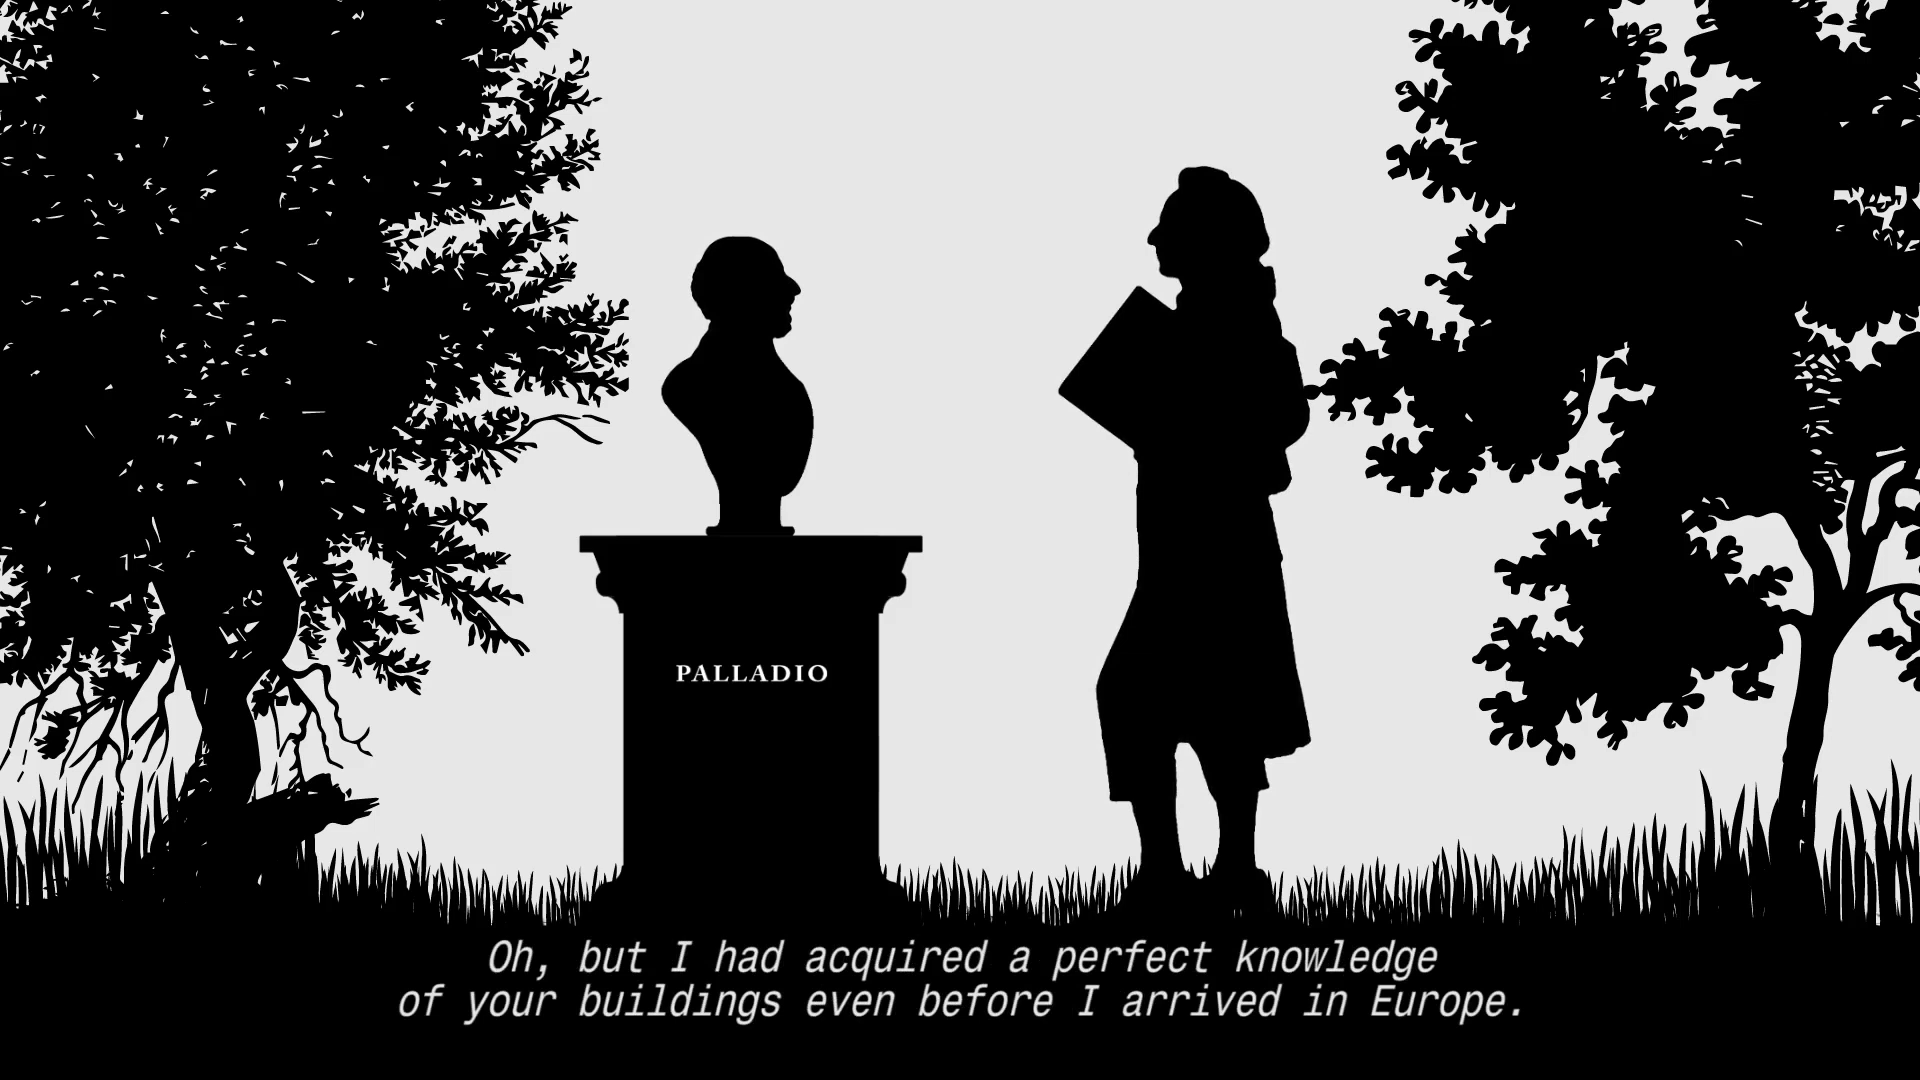 PALLADIO
Oh, but I had acquired a perfect knowledge
of your buildings even before I arrived in Europe.